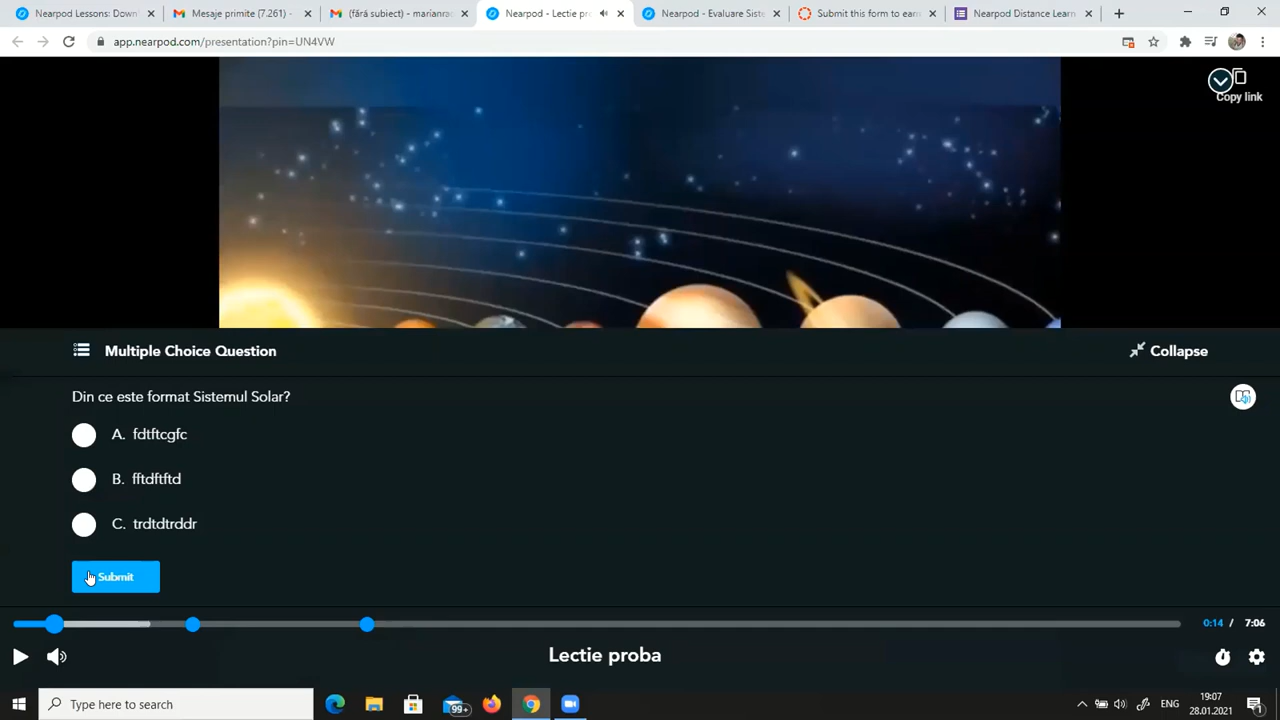 Nearpod Lessons: Down
Mesaje primite (7.261) -
(fără subiect) - marianrac
Nearpod - Lectie pro
Nearpod - Evaluare Siste
Submit this form to earn
Nearpod Distance Learn
app.nearpod.com/presentation?pin=UN4VW
Copy link
Multiple Choice Question
Collapse
Din ce este format Sistemul Solar?
A. fdtftcgfc
B. fftdftftd
C. trdtdtrddr
Submit
0:14 / 7:06
Lectie proba
Type here to search
99+
ENG
19:07
28.01.2021
1